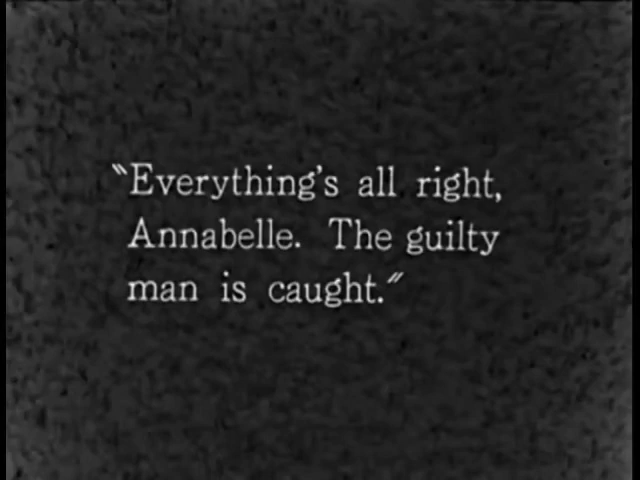 "Everything's all right,
Annabelle. The guilty
man is caught."